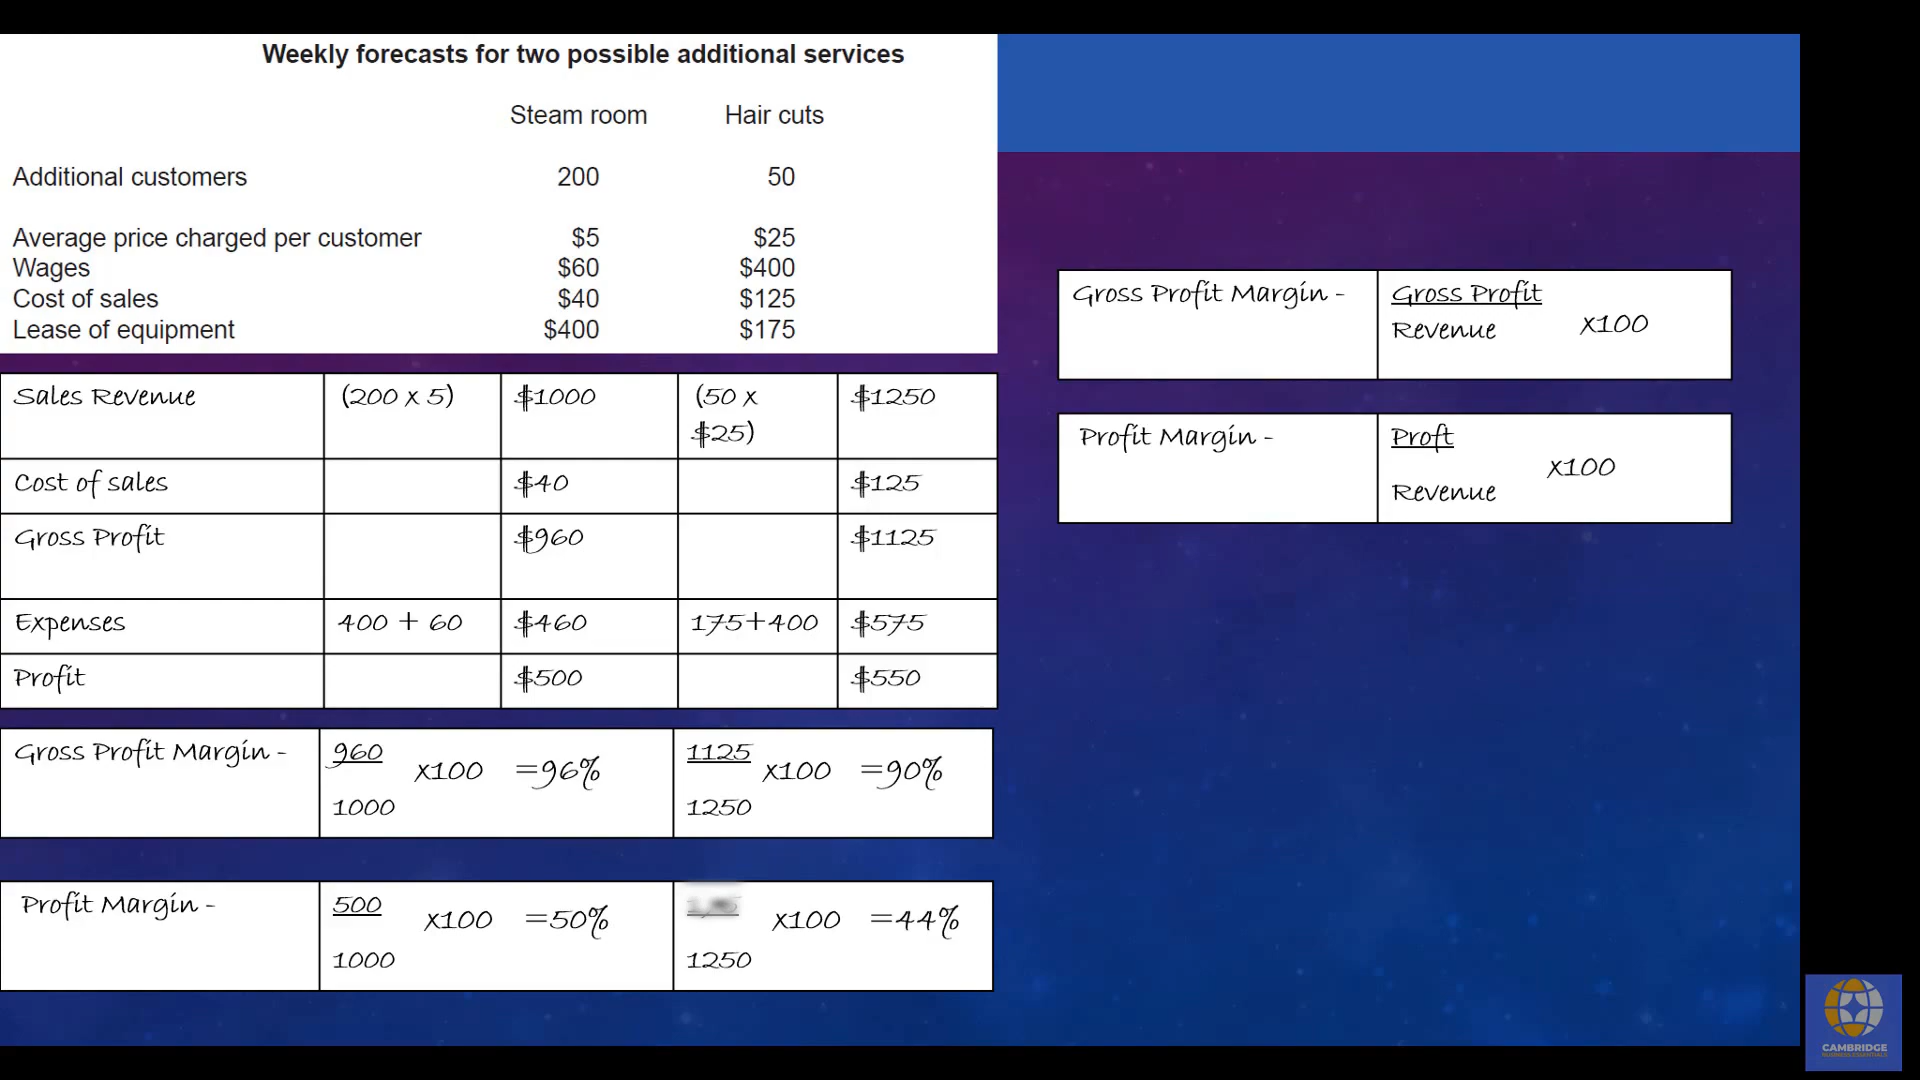 Weekly forecasts for two possible additional services
Steam room Hair cuts
Additional customers 200 50
Average price charged per customer $5 $25
Wages $60 $400
Cost of sales $40 $125
Lease of equipment $400 $175
Sales Revenue (200 x 5) $1000 (50 x $1250
$25)
Cost of sales $40 $125
Gross Profit $960 $1125
Expenses 400 + 60 $460 175+400 $575
Profit $500 $550
Gross Profit Margin - 960 x100 =96% 1125 x100 =90%
1000 1250
Profit Margin - 500 x100 =50% x100 =44%
1000 1250
Gross Profit Margin - Gross Profit
Revenue x100
Profit Margin - Proft
x100
Revenue
CAMBRIDGE
BUSINESS ESSENTIALS